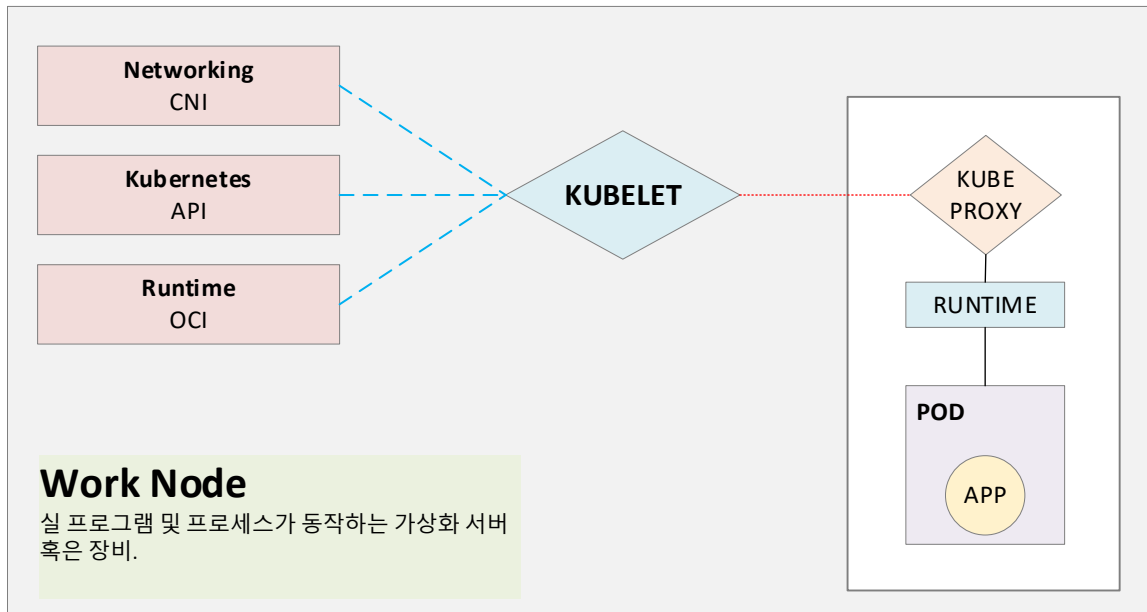 Networking
CNI
Kubernetes
API
Runtime
OCI
KUBELET
KUBE
PROXY
RUNTIME
POD
APP
Work Node
실 프로그램 및 프로세스가 동작하는 가상화 서버
혹은 장비.